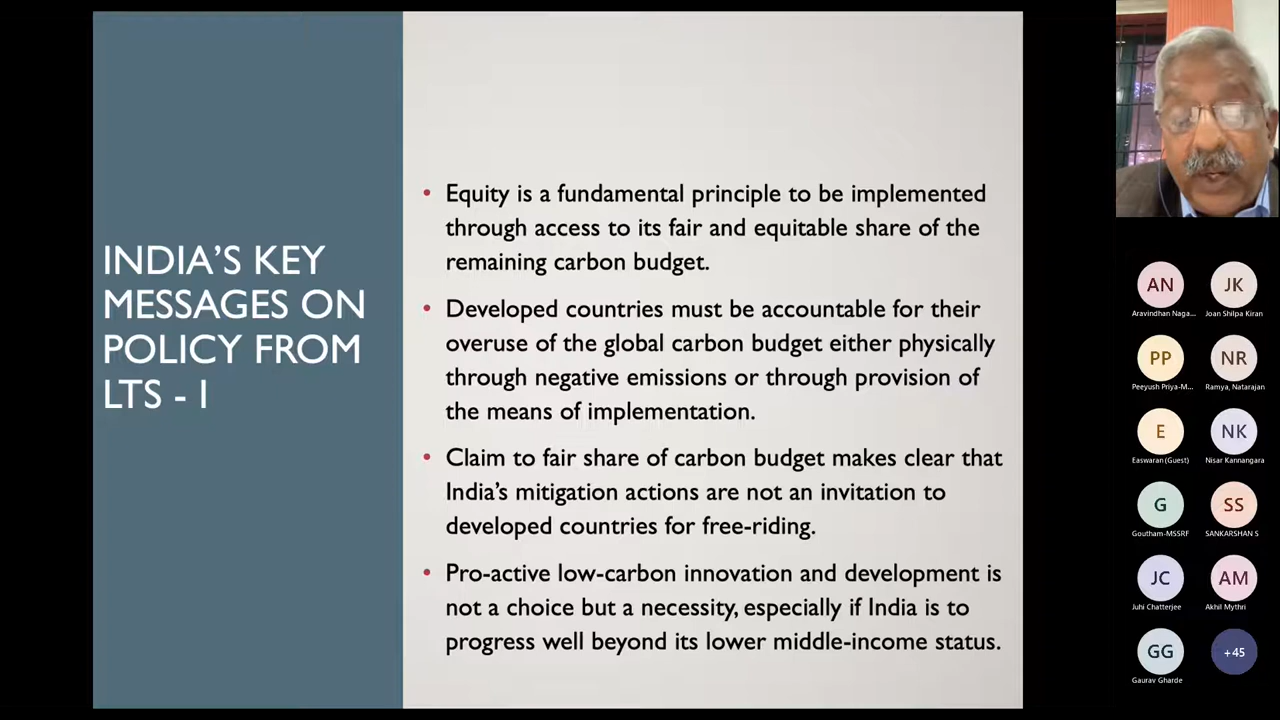 INDIA'S KEY
MESSAGES ON
POLICY FROM
LTS - I
• Equity is a fundamental principle to be implemented
through access to its fair and equitable share of the
remaining carbon budget.
• Developed countries must be accountable for their
overuse of the global carbon budget either physically
through negative emissions or through provision of
the means of implementation.
• Claim to fair share of carbon budget makes clear that
India's mitigation actions are not an invitation to
developed countries for free-riding.
• Pro-active low-carbon innovation and development is
not a choice but a necessity, especially if India is to
progress well beyond its lower middle-income status.
AN
Aravindhan Naga...
JK
Joan Shilpa Kiran
PP
Peeyush Priya-M...
NR
Ramya, Natarajan
E
Easwaran (Guest)
NK
Nisar Kannangara
G
Goutham-MSSRF
SS
SANKARSHAN S
JC
Juhi Chatterjee
AM
Akhil Mythri
GG
Gaurav Gharde
+45